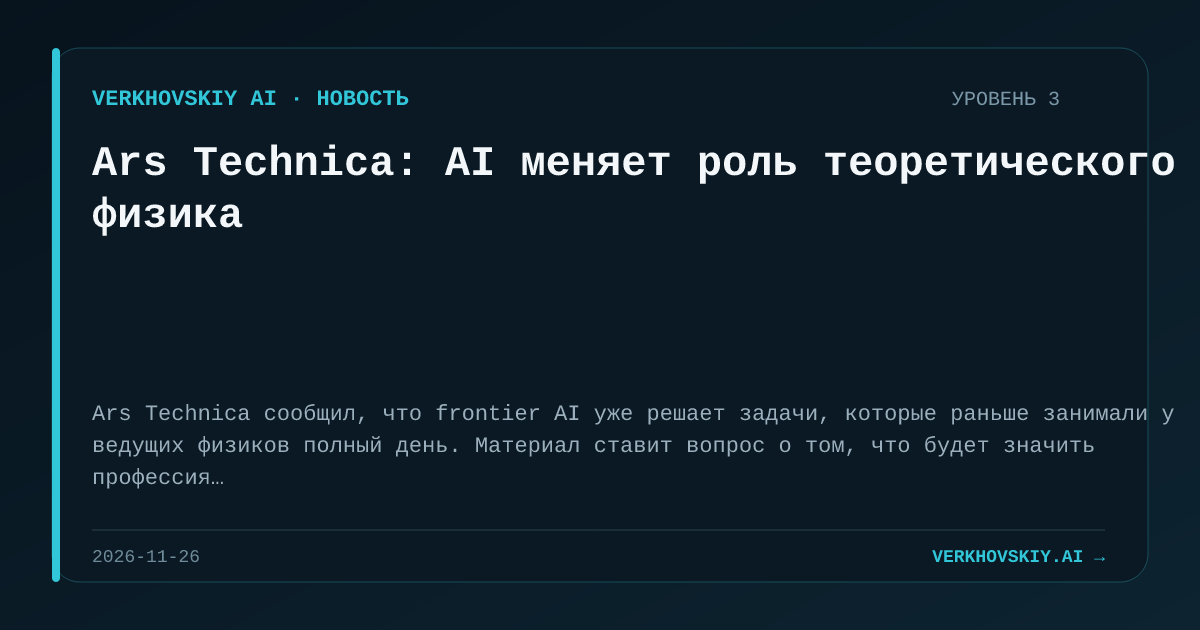 VERKHOVSKIY AI · НОВОСТЬ
УРОВЕНЬ 3
Ars Technica: AI меняет роль теоретического
физика
Ars Technica сообщил, что frontier AI уже решает задачи, которые раньше занимали у
ведущих физиков полный день. Материал ставит вопрос о том, что будет значить
профессия…
2026-11-26
VERKHOVSKIY.AI →